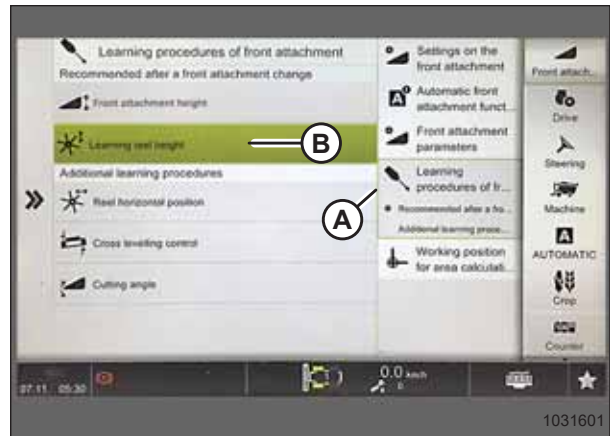 Learning procedures of front attachment
Recommended after a front attachment change
Front attachment height
Learning reel height
Additional learning procedures
Reel horizontal position
Cross levelling control
Cutting angle
B
A
Settings on the
front attachment
Automatic front
attachment funct...
Front attachment
parameters
Learning
procedures of fr...
Recommended after a fro...
Additional learning proce...
Working position
for area calculati...
Front attach...
Drive
Steering
Machine
AUTOMATIC
Crop
Counter
07.11 05:30
0.0 km/h
0
1031601